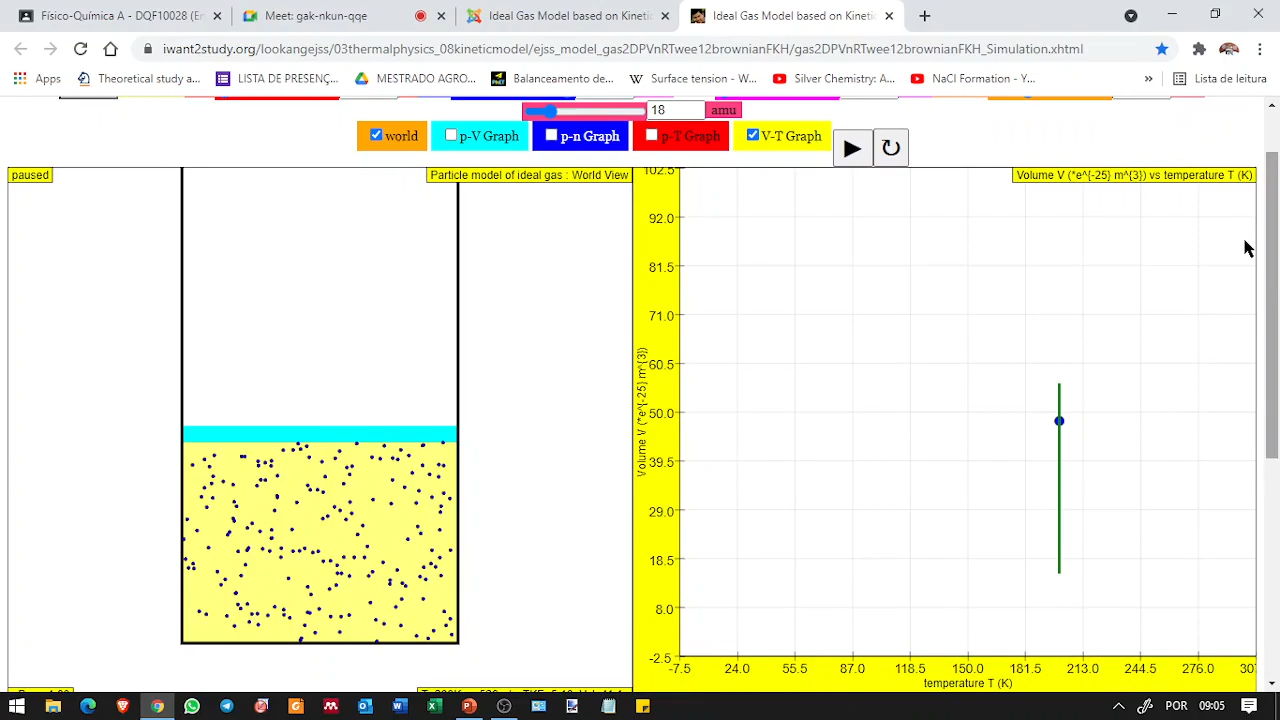 Físico-Química - DQF10028 (E
Meet: gak-nkun-qqe
Ideal Gas Model based on Kineti
Ideal Gas Model based on Kinetic
iwant2study.org/lookangejss/03thermalphysics_08kineticmodel/ejss_model_gas2DPVnRTwee12brownianFKH/gas2DPVnRTwee12brownianFKH_Simulation.xhtml
Apps
Theoretical study a...
LISTA DE PRESENÇ...
MESTRADO AGRO...
Balanceamento de...
Surface tension - W...
Silver Chemistry: A...
NaCl Formation - Y...
»
Lista de leitura
18
amu
world
p-V Graph
p-n Graph
p-T Graph
V-T Graph
paused
Particle model of ideal gas : World View
Volume V (*e^{-25} m^{3}) vs temperature T (K)
102.5
92.0
81.5
71.0
60.5
50.0
39.5
29.0
18.5
8.0
-2.5
Volume V (*e^{-25} m^{3})
-7.5
24.0
55.5
87.0
118.5
150.0
181.5
213.0
244.5
276.0
307
temperature T (K)
POR
09:05